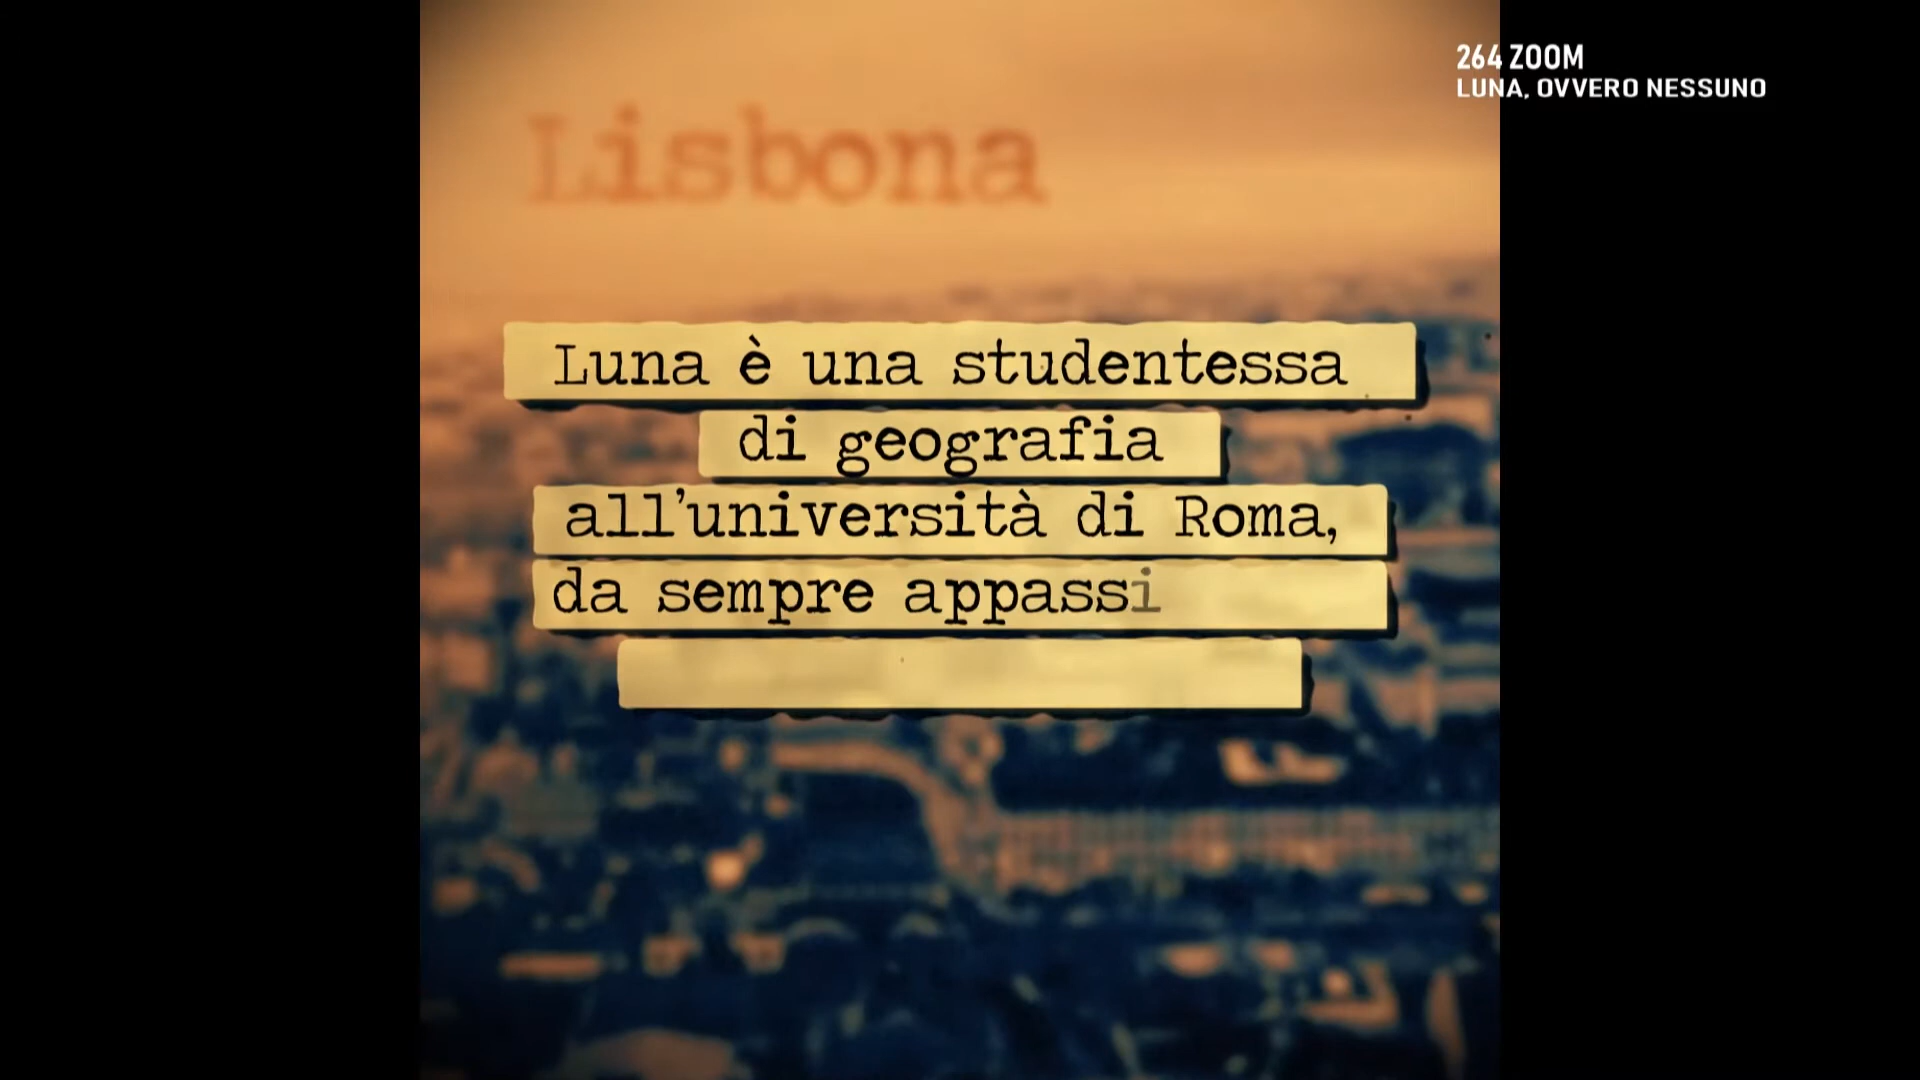 264 ZOOM
LUNA, OVVERO NESSUNO
Lisbona
Luna è una studentessa
di geografia
all'università di Roma,
da sempre appassi